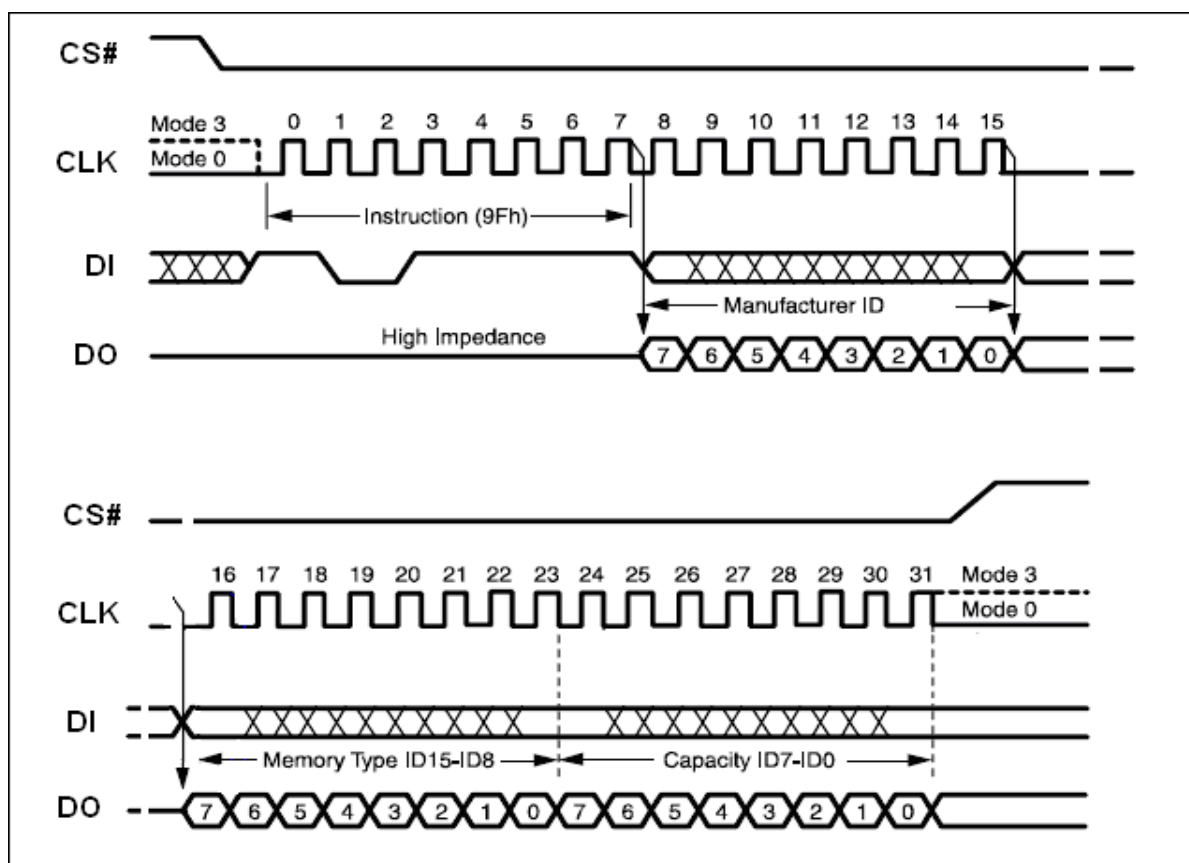 CS#
0 1 2 3 4 5 6 7 8 9 10 11 12 13 14 15
Mode 3
CLK
Mode 0
Instruction (9Fh)
DI
Manufacturer ID
High Impedance
DO
7 6 5 4 3 2 1 0
CS#
16 17 18 19 20 21 22 23 24 25 26 27 28 29 30 31
Mode 3
CLK
Mode 0
DI
Memory Type ID15-ID8 Capacity ID7-ID0
DO
7 6 5 4 3 2 1 0 7 6 5 4 3 2 1 0